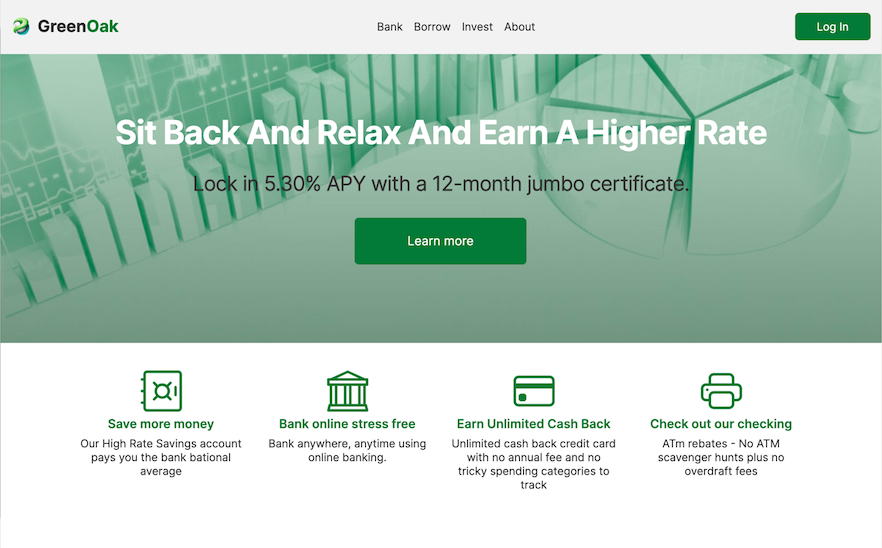 GreenOak
Bank Borrow Invest About
Log In
Sit Back And Relax And Earn A Higher Rate
Lock in 5.30% APY with a 12-month jumbo certificate.
Learn more
Save more money
Our High Rate Savings account
pays you the bank bational
average
Bank online stress free
Bank anywhere, anytime using
online banking.
Earn Unlimited Cash Back
Unlimited cash back credit card
with no annual fee and no
tricky spending categories to
track
Check out our checking
ATm rebates - No ATM
scavenger hunts plus no
overdraft fees